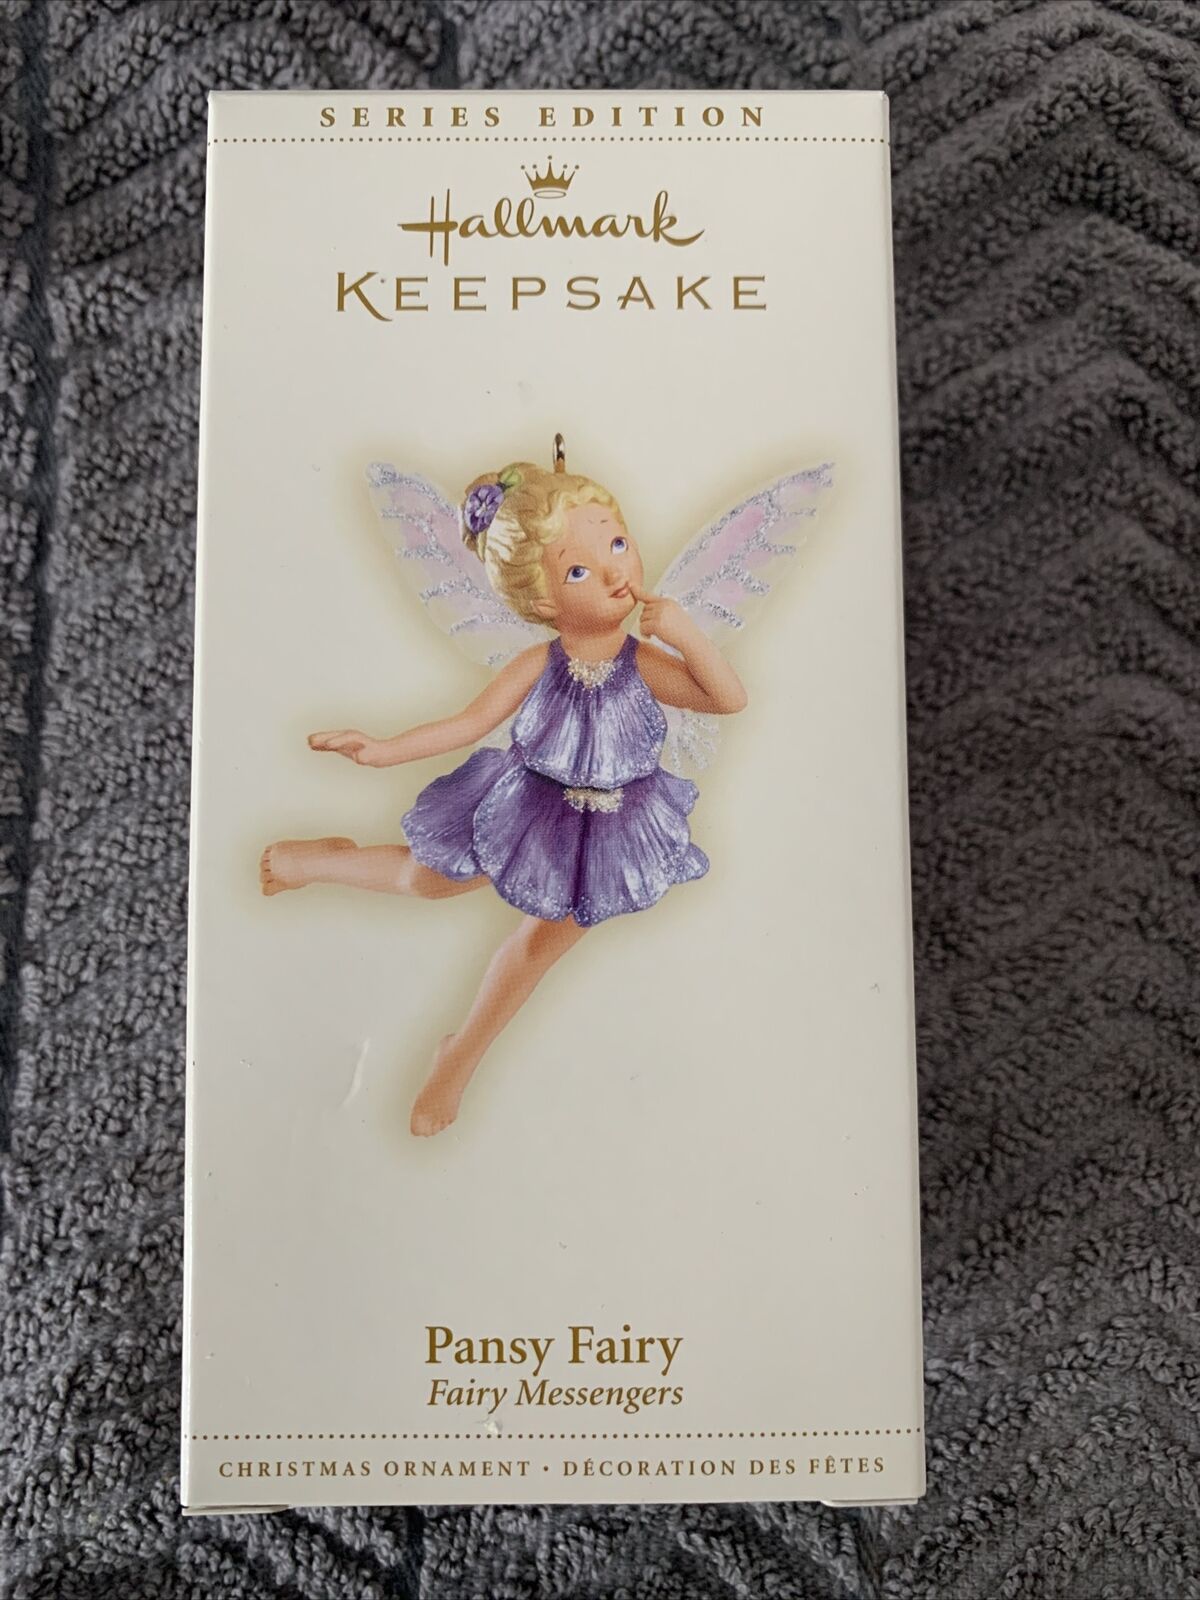 SERIES EDITION
Hallmark
KEEPSAKE
Pansy Fairy
Fairy Messengers
CHRISTMAS ORNAMENT • DÉCORATION DES FÊTES